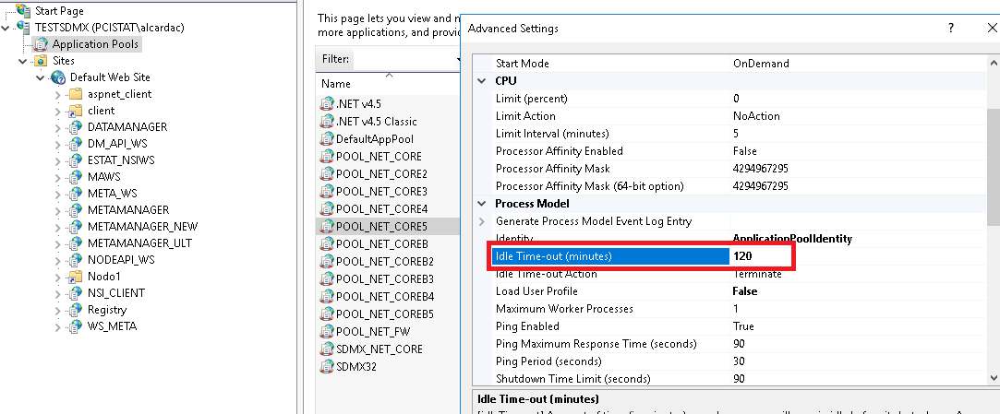 Start Page
TESTSDMX (PCISTAT\alcardac)
Application Pools
Sites
Default Web Site
aspnet_client
client
DATAMANAGER
DM_API_WS
ESTAT_NSIWS
MAWS
META_WS
METAMANAGER
METAMANAGER_NEW
METAMANAGER_ULT
NODEAPI_WS
Nodo1
NSI_CLIENT
Registry
WS_META
This page lets you view and
more applications, and
Filter:
Name
.NET v4.5
.NET v4.5 Classic
DefaultAppPool
POOL_NET_CORE
POOL_NET_CORE2
POOL_NET_CORE3
POOL_NET_CORE4
POOL_NET_CORE5
POOL_NET_COREB
POOL_NET_COREB2
POOL_NET_COREB3
POOL_NET_COREB4
POOL_NET_COREB5
POOL_NET_FW
SDMX_NET_CORE
SDMX32
Advanced Settings ?
Start Mode OnDemand
CPU
Limit (percent) 0
Limit Action NoAction
Limit Interval (minutes) 5
Processor Affinity Enabled False
Processor Affinity Mask 4294967295
Processor Affinity Mask (64-bit option) 4294967295
Process Model
Generate Process Model Event Log Entry
Identity ApplicationPoolIdentity
Idle Time-out (minutes) 120
Idle Time-out Action Terminate
Load User Profile False
Maximum Worker Processes 1
Ping Enabled True
Ping Maximum Response Time (seconds) 90
Ping Period (seconds) 30
Shutdown Time Limit (seconds) 90
Idle Time-out (minutes)